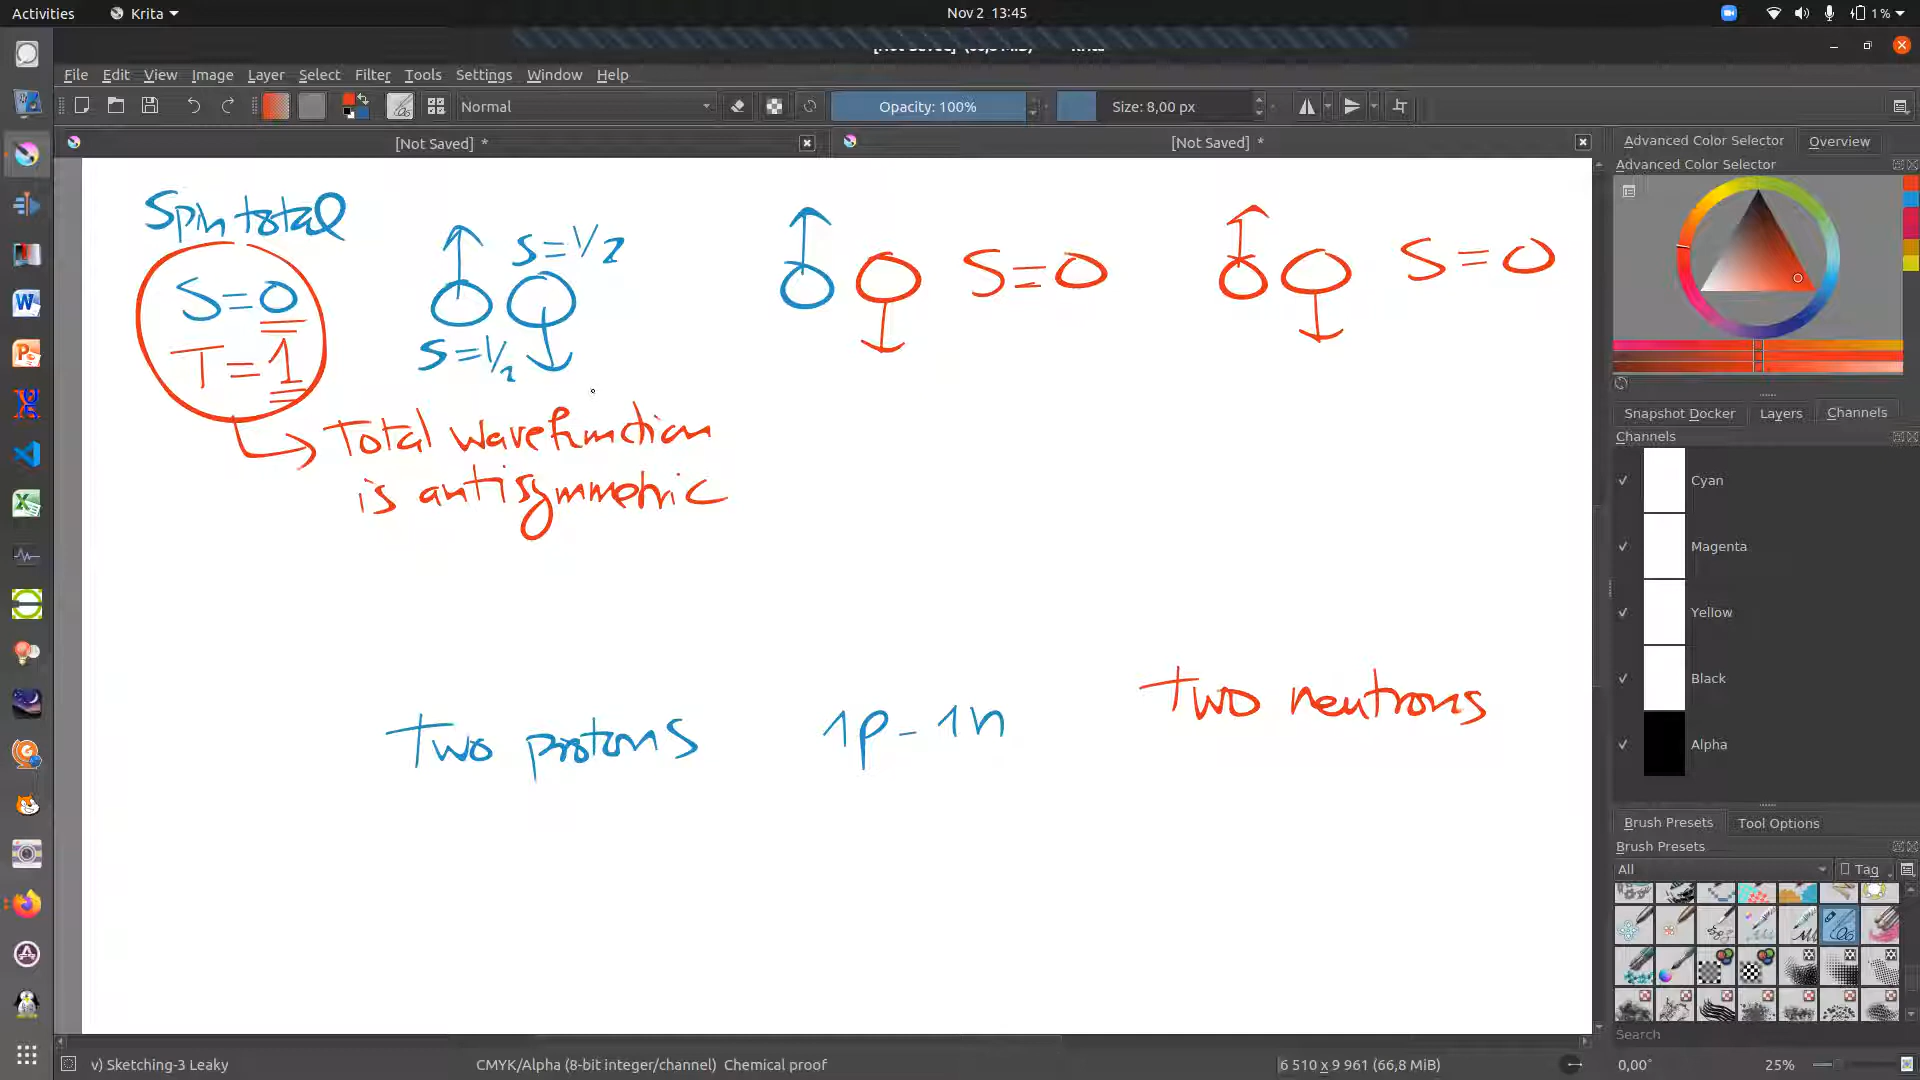 Activities
Krita
Nov 2 13:45
1 %
File Edit View Image Layer Select Filter Tools Settings Window Help
Normal
Opacity: 100%
Size: 8,00 px
[Not Saved] *
[Not Saved] *
Advanced Color Selector
Overview
Advanced Color Selector
Spin total
S=0
T=1
S=1/2
S=1/2
S=0
S=0
Total wavefunction
is antisymmetric
Two protons
1p-1n
Two neutrons
Snapshot Docker
Layers
Channels
Channels
Cyan
Magenta
Yellow
Black
Alpha
Brush Presets
Tool Options
Brush Presets
All
Tag
Search
v) Sketching-3 Leaky
CMYK/Alpha (8-bit integer/channel) Chemical proof
6 510 x 9 961 (66,8 MiB)
0,00°
25%